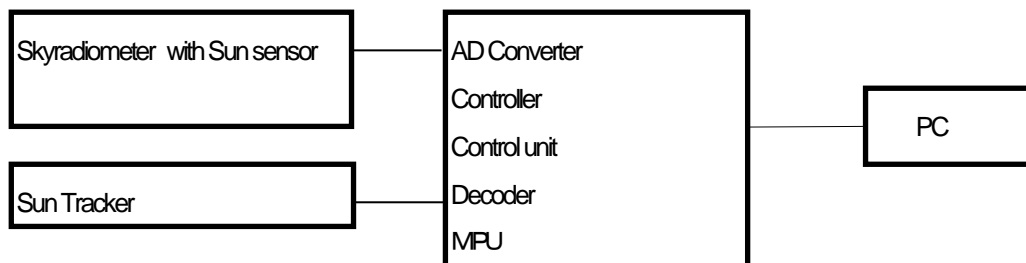 Skyradiometer with Sun sensor
Sun Tracker
AD Converter
Controller
Control unit
Decoder
MPU
PC